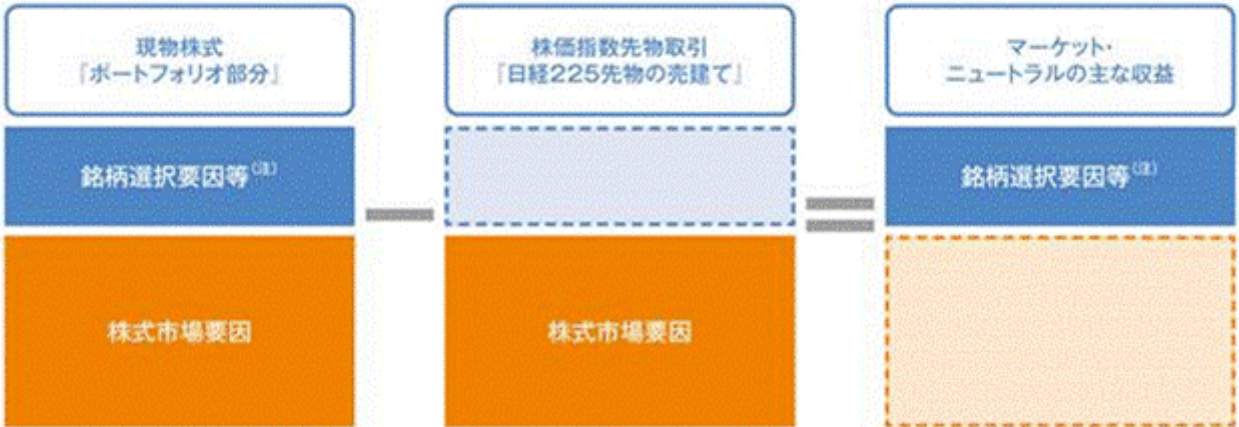 現物株式
『ポートフォリオ部分』
株価指数先物取引
『日経225先物の売建て』
マーケット・
ニュートラルの主な収益
銘柄選択要因等(注)
銘柄選択要因等(注)
株式市場要因
株式市場要因